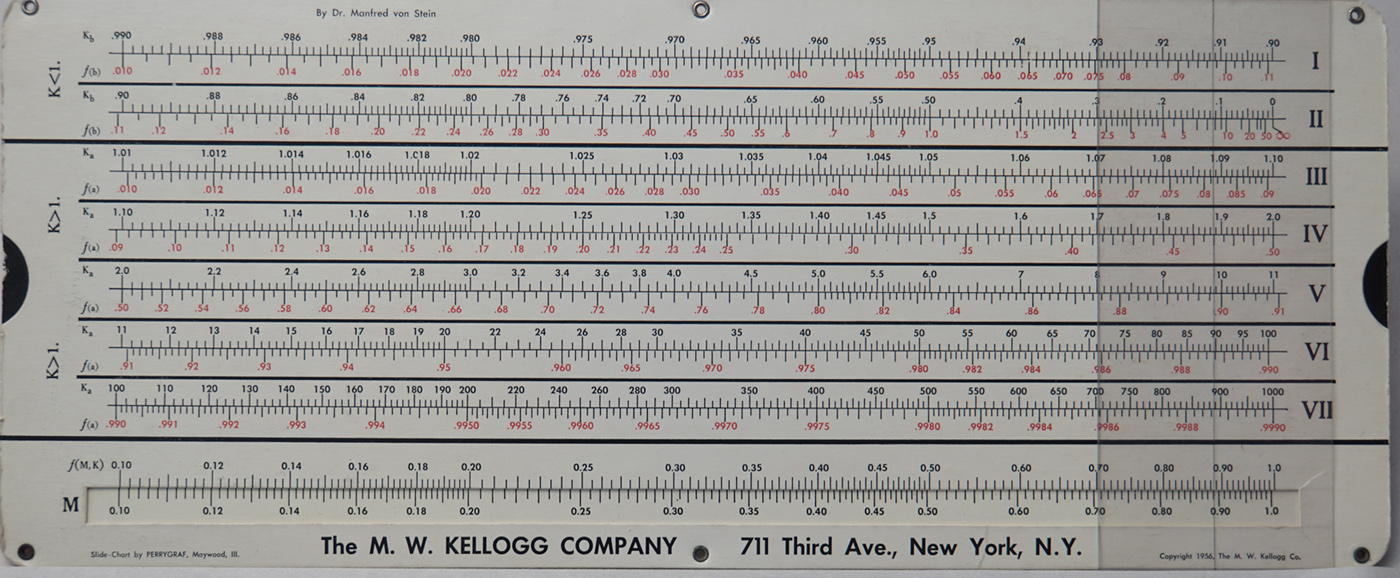 By Dr. Manfred von Stein
K<1.
Kb .990 .988 .986 .984 .982 .980 .975 .970 .965 .960 .955 .95 .94 .93 .92 .91 .90
I
f(b) .010 .012 .014 .016 .018 .020 .022 .024 .026 .028 .030 .035 .040 .045 .050 .055 .060 .065 .070 .075 .08 .09 .10 .11
Kb .90 .88 .86 .84 .82 .80 .78 .76 .74 .72 .70 .65 .60 .55 .50 .4 .3 .2 .1 0
II
f(b) .11 .12 .14 .16 .18 .20 .22 .24 .26 .28 .30 .35 .40 .45 .50 .55 .6 .7 .8 .9 1.0 1.5 2 2.5 3 4 5 10 20 50 ∞
K>1.
Ka 1.01 1.012 1.014 1.016 1.018 1.02 1.025 1.03 1.035 1.04 1.045 1.05 1.06 1.07 1.08 1.09 1.10
III
f(a) .010 .012 .014 .016 .018 .020 .022 .024 .026 .028 .030 .035 .040 .045 .05 .055 .06 .065 .07 .075 .08 .085 .09
Ka 1.10 1.12 1.14 1.16 1.18 1.20 1.25 1.30 1.35 1.40 1.45 1.5 1.6 1.7 1.8 1.9 2.0
IV
f(a) .09 .10 .11 .12 .13 .14 .15 .16 .17 .18 .19 .20 .21 .22 .23 .24 .25 .30 .35 .40 .45 .50
Ka 2.0 2.2 2.4 2.6 2.8 3.0 3.2 3.4 3.6 3.8 4.0 4.5 5.0 5.5 6.0 7 8 9 10 11
V
f(a) .50 .52 .54 .56 .58 .60 .62 .64 .66 .68 .70 .72 .74 .76 .78 .80 .82 .84 .86 .88 .90 .91
K>1.
Ka 11 12 13 14 15 16 17 18 19 20 22 24 26 28 30 35 40 45 50 55 60 65 70 75 80 85 90 95 100
VI
f(a) .91 .92 .93 .94 .95 .960 .965 .970 .975 .980 .982 .984 .986 .988 .990
Ka 100 110 120 130 140 150 160 170 180 190 200 220 240 260 280 300 350 400 450 500 550 600 650 700 750 800 900 1000
VII
f(a) .990 .991 .992 .993 .994 .9950 .9955 .9960 .9965 .9970 .9975 .9980 .9982 .9984 .9986 .9988 .9990
f(M,K) 0.10 0.12 0.14 0.16 0.18 0.20 0.25 0.30 0.35 0.40 0.45 0.50 0.60 0.70 0.80 0.90 1.0
M
0.10 0.12 0.14 0.16 0.18 0.20 0.25 0.30 0.35 0.40 0.45 0.50 0.60 0.70 0.80 0.90 1.0
Slide-Chart by PERRYGRAF, Maywood, Ill.
The M. W. KELLOGG COMPANY
711 Third Ave., New York, N.Y.
Copyright 1956, The M. W. Kellogg Co.